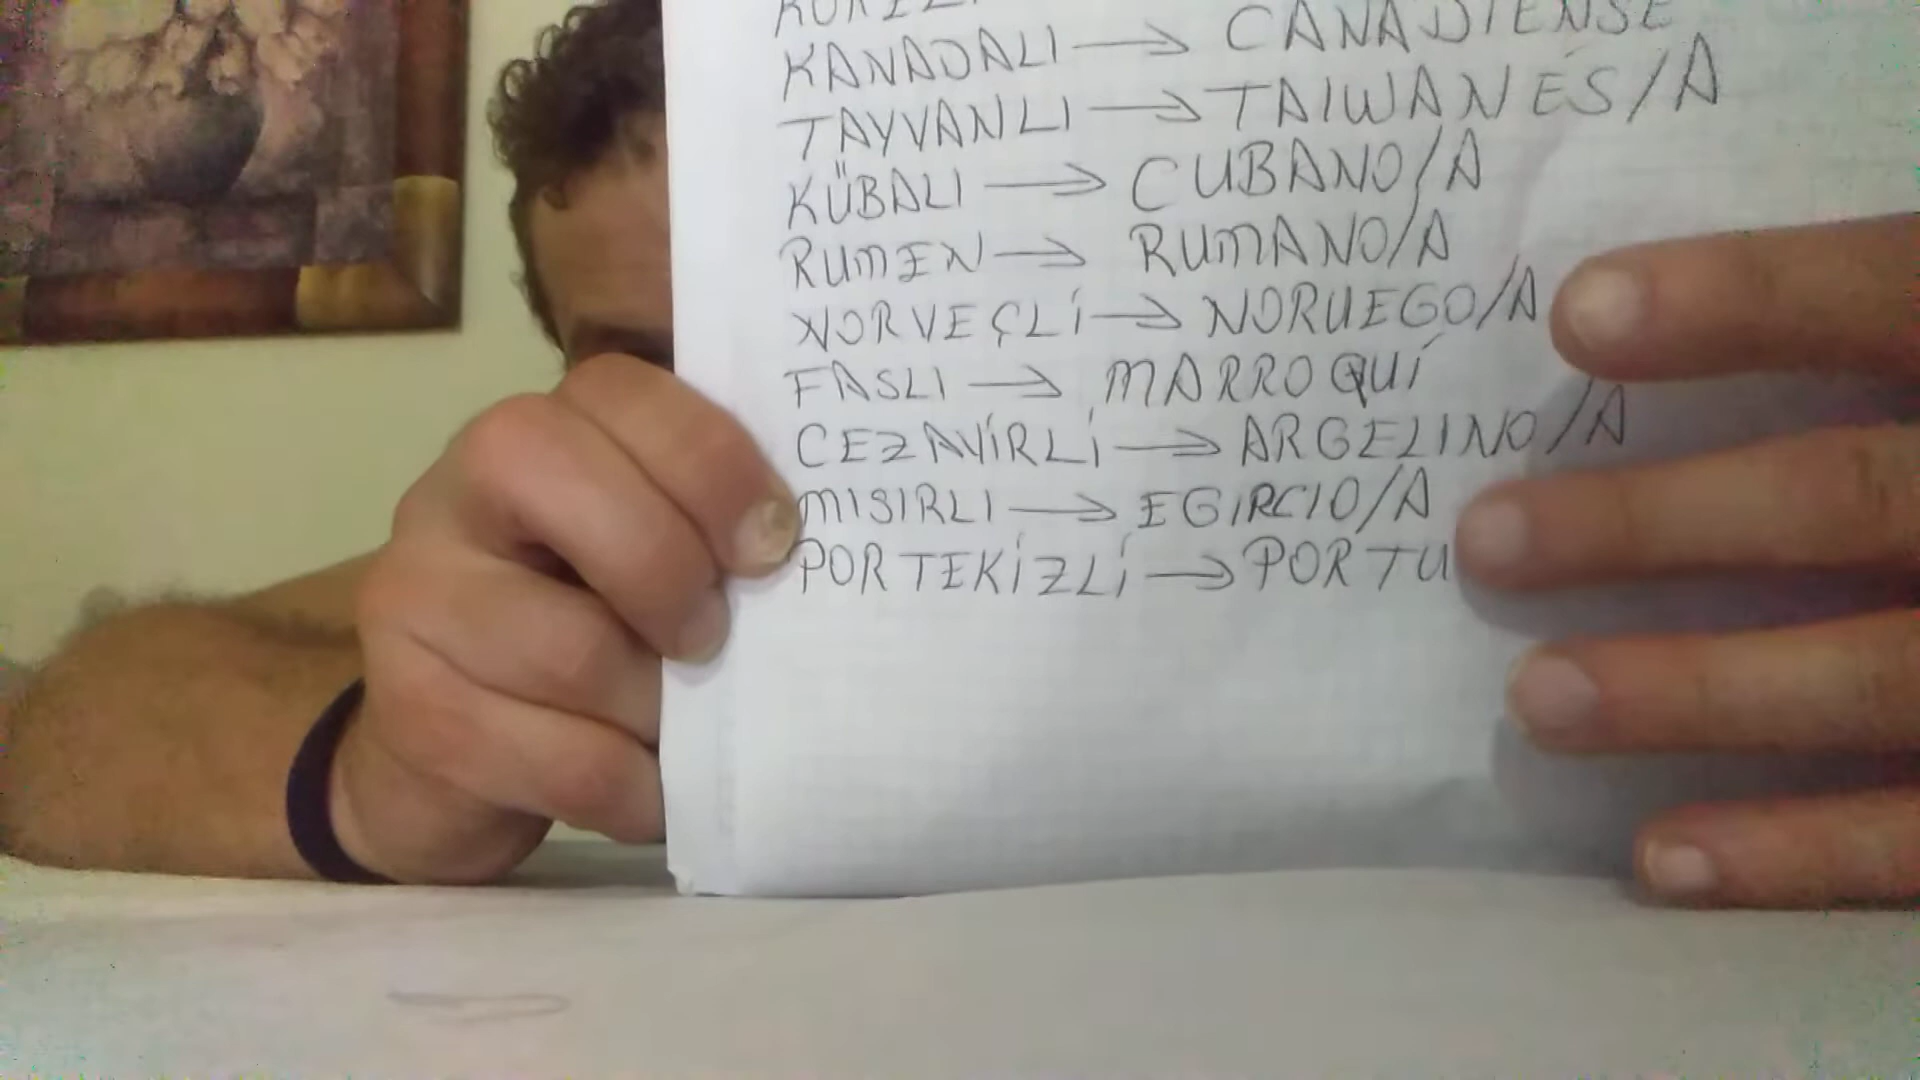 KANADALI → CANADIENSE
TAYVANLI → TAIWANÉS/A
KÜBALI → CUBANO/A
RUMEN → RUMANO/A
NORVEÇLİ → NORUEGO/A
FASLI → MARROQUÍ
CEZAYİRLİ → ARGELINO/A
MISIRLI → EGIPCIO/A
PORTEKİZLİ → PORTU